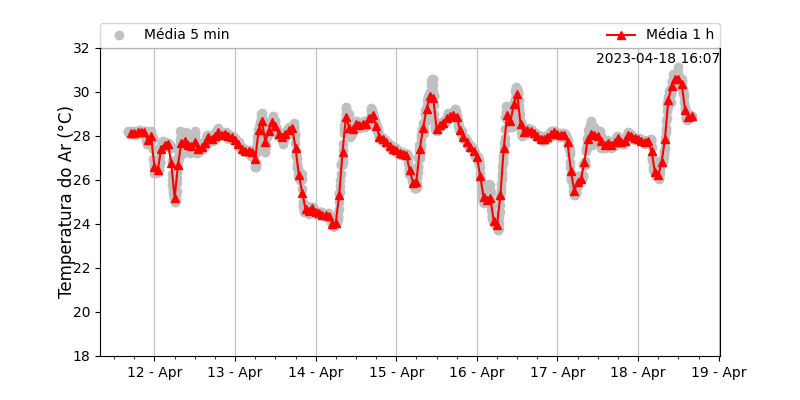 Média 5 min
Média 1 h
2023-04-18 16:07
Temperatura do Ar (°C)
32
30
28
26
24
22
20
18
12 - Apr
13 - Apr
14 - Apr
15 - Apr
16 - Apr
17 - Apr
18 - Apr
19 - Apr